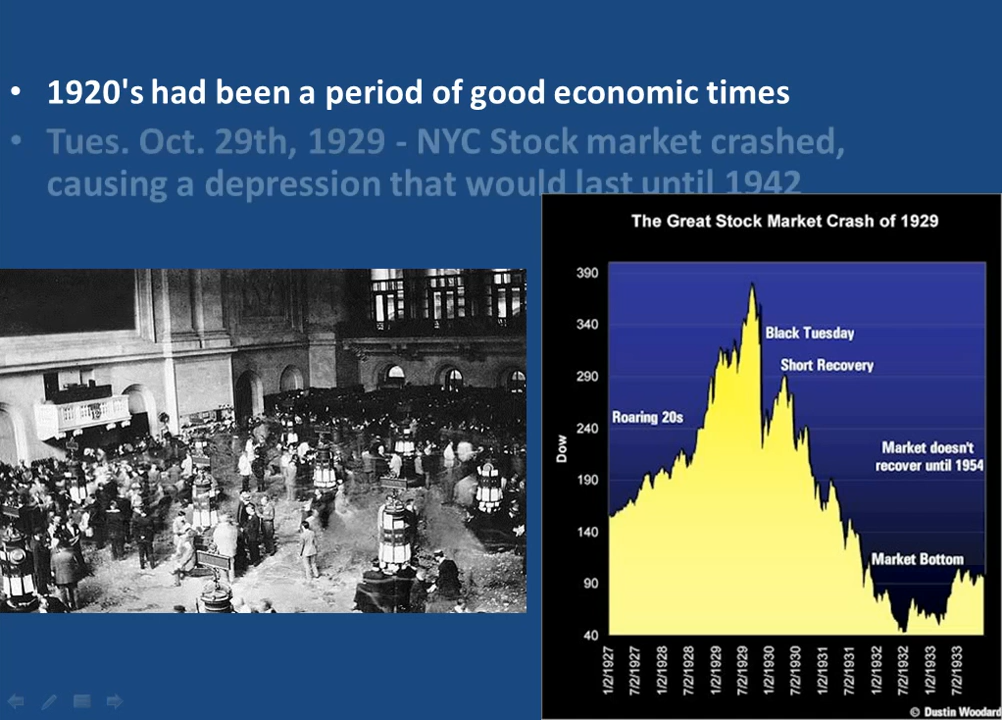 • 1920's had been a period of good economic times
• Tues. Oct. 29th, 1929 - NYC Stock market crashed,
causing a depression that would last until 1942
The Great Stock Market Crash of 1929
390
340
290
240
190
140
90
40
Dow
Black Tuesday
Short Recovery
Roaring 20s
Market doesn't
recover until 1954
Market Bottom
1/2/1927
7/2/1927
1/2/1928
7/2/1928
1/2/1929
7/2/1929
1/2/1930
7/2/1930
1/2/1931
7/2/1931
1/2/1932
7/2/1932
1/2/1933
7/2/1933
© Dustin Woodard